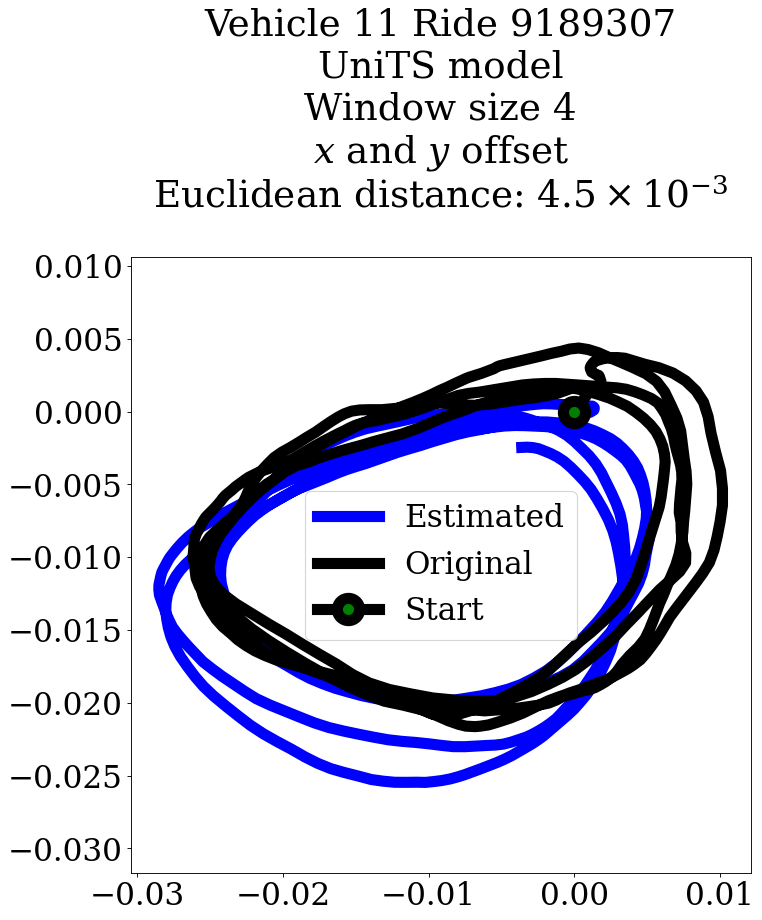 Vehicle 11 Ride 9189307
UniTS model
Window size 4
x and y offset
Euclidean distance: 4.5 × 10⁻³
0.010
0.005
0.000
−0.005
−0.010
−0.015
−0.020
−0.025
−0.030
Estimated
Original
Start
−0.03 −0.02 −0.01 0.00 0.01